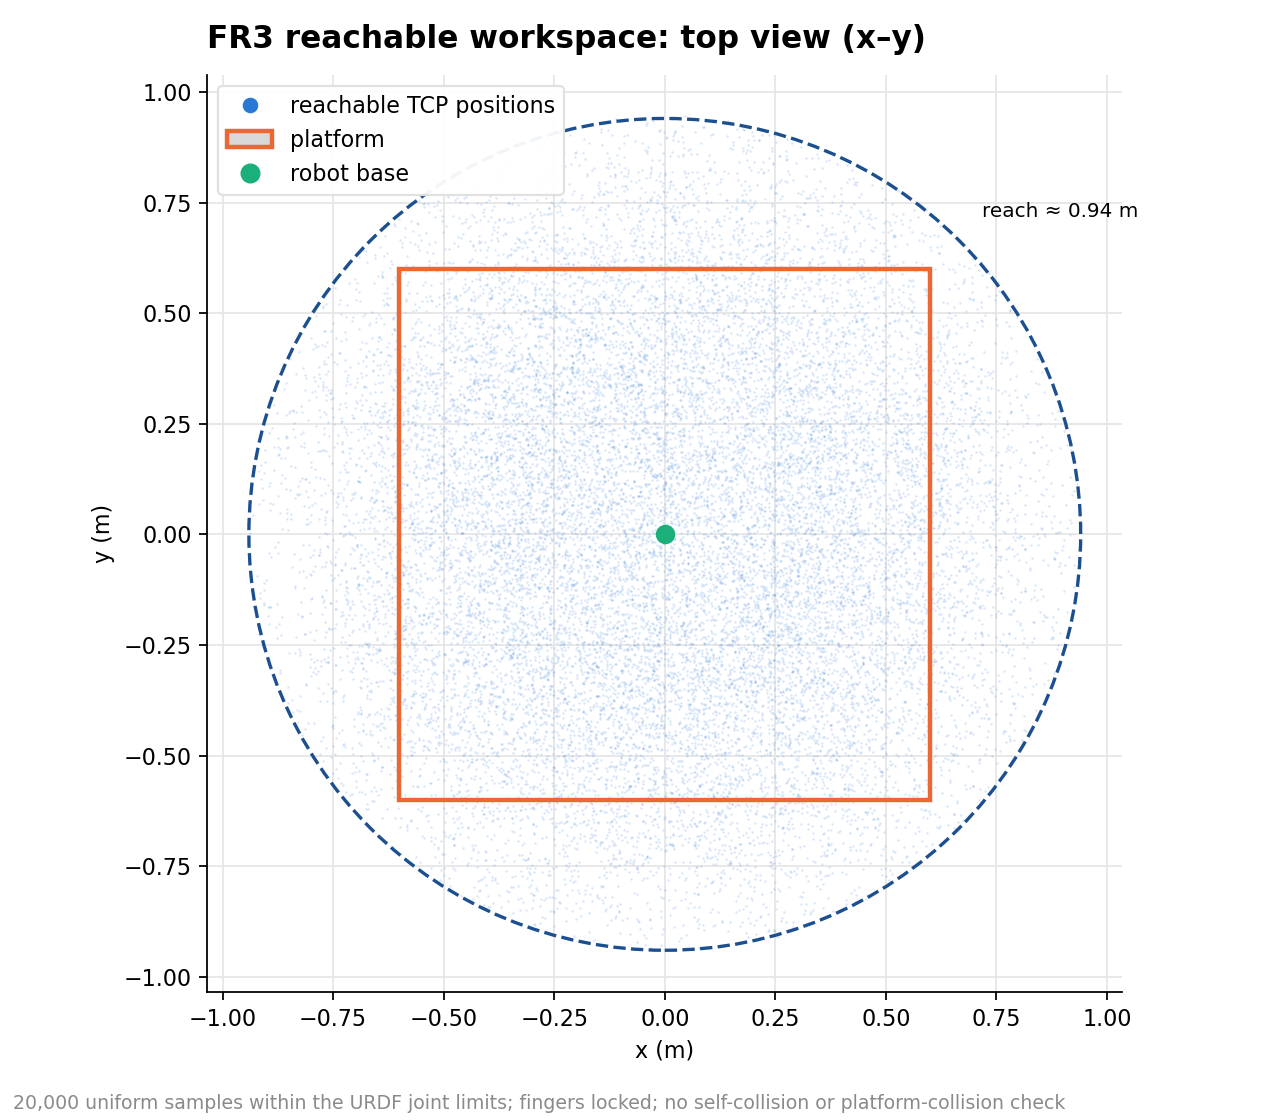 FR3 reachable workspace: top view (x–y)
reachable TCP positions
platform
robot base
reach ≈ 0.94 m
1.00
0.75
0.50
0.25
0.00
−0.25
−0.50
−0.75
−1.00
y (m)
−1.00 −0.75 −0.50 −0.25 0.00 0.25 0.50 0.75 1.00
x (m)
20,000 uniform samples within the URDF joint limits; fingers locked; no self-collision or platform-collision check